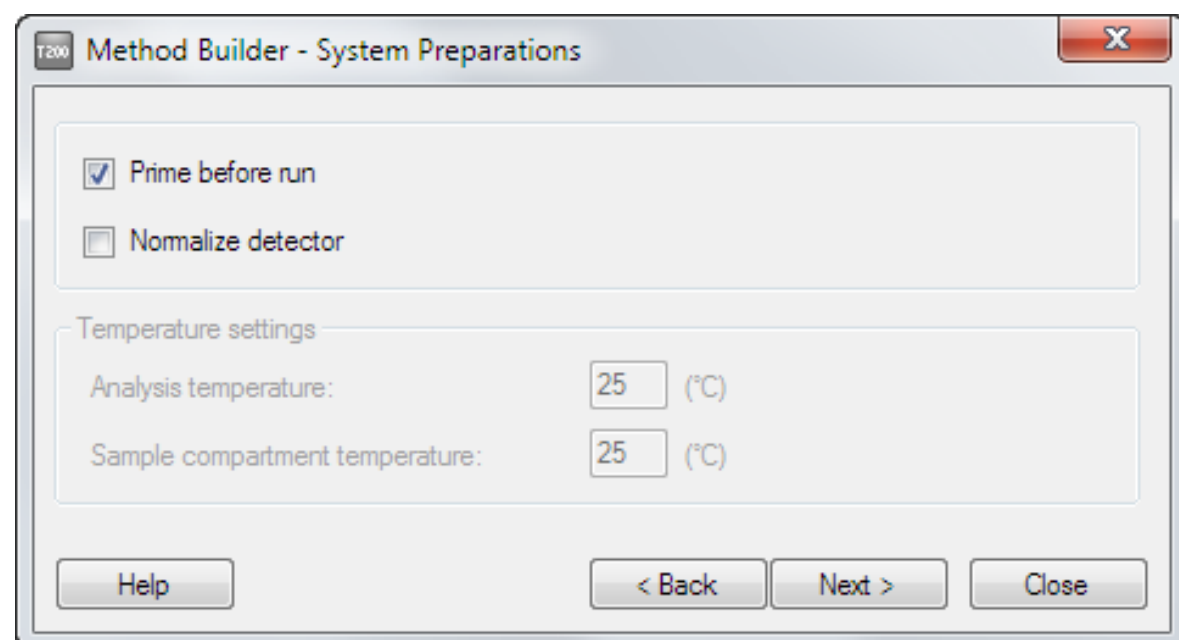 T200 Method Builder - System Preparations
Prime before run
Normalize detector
Temperature settings
Analysis temperature: 25 (°C)
Sample compartment temperature: 25 (°C)
Help < Back Next > Close